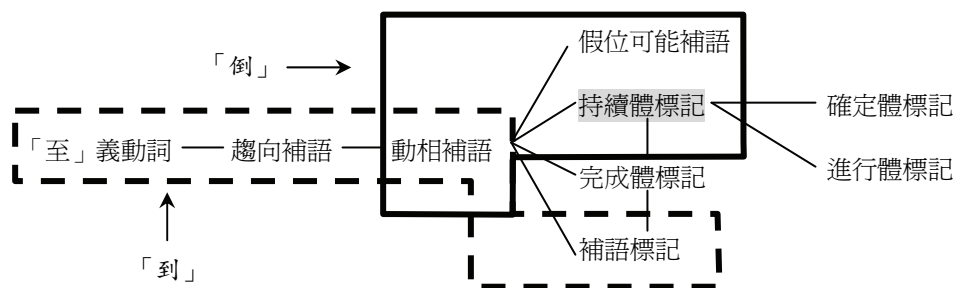 假位可能補語
「倒」
持續體標記
確定體標記
「至」義動詞
趨向補語
動相補語
完成體標記
進行體標記
補語標記
「到」